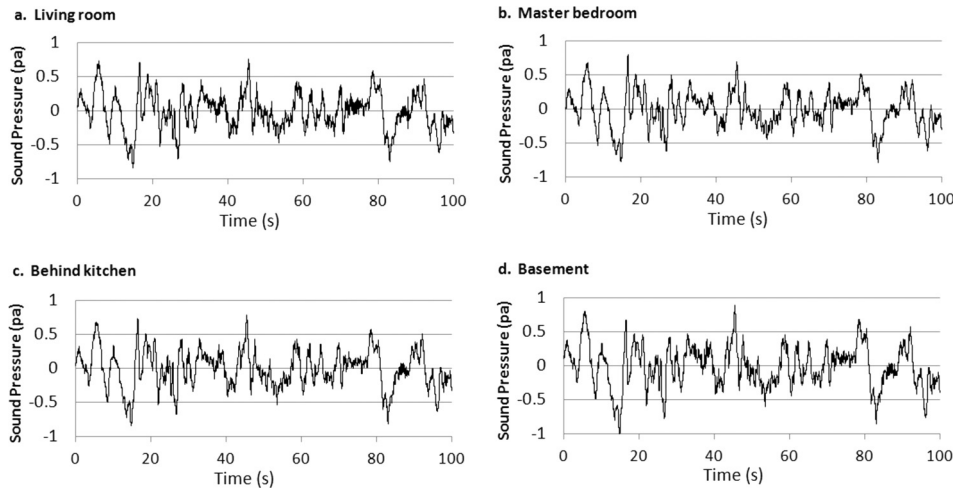 a. Living room
Sound Pressure (pa)
1
0.5
0
-0.5
-1
0 20 40 60 80 100
Time (s)
b. Master bedroom
Sound Pressure (pa)
1
0.5
0
-0.5
-1
0 20 40 60 80 100
Time (s)
c. Behind kitchen
Sound Pressure (pa)
1
0.5
0
-0.5
-1
0 20 40 60 80 100
Time (s)
d. Basement
Sound Pressure (pa)
1
0.5
0
-0.5
-1
0 20 40 60 80 100
Time (s)